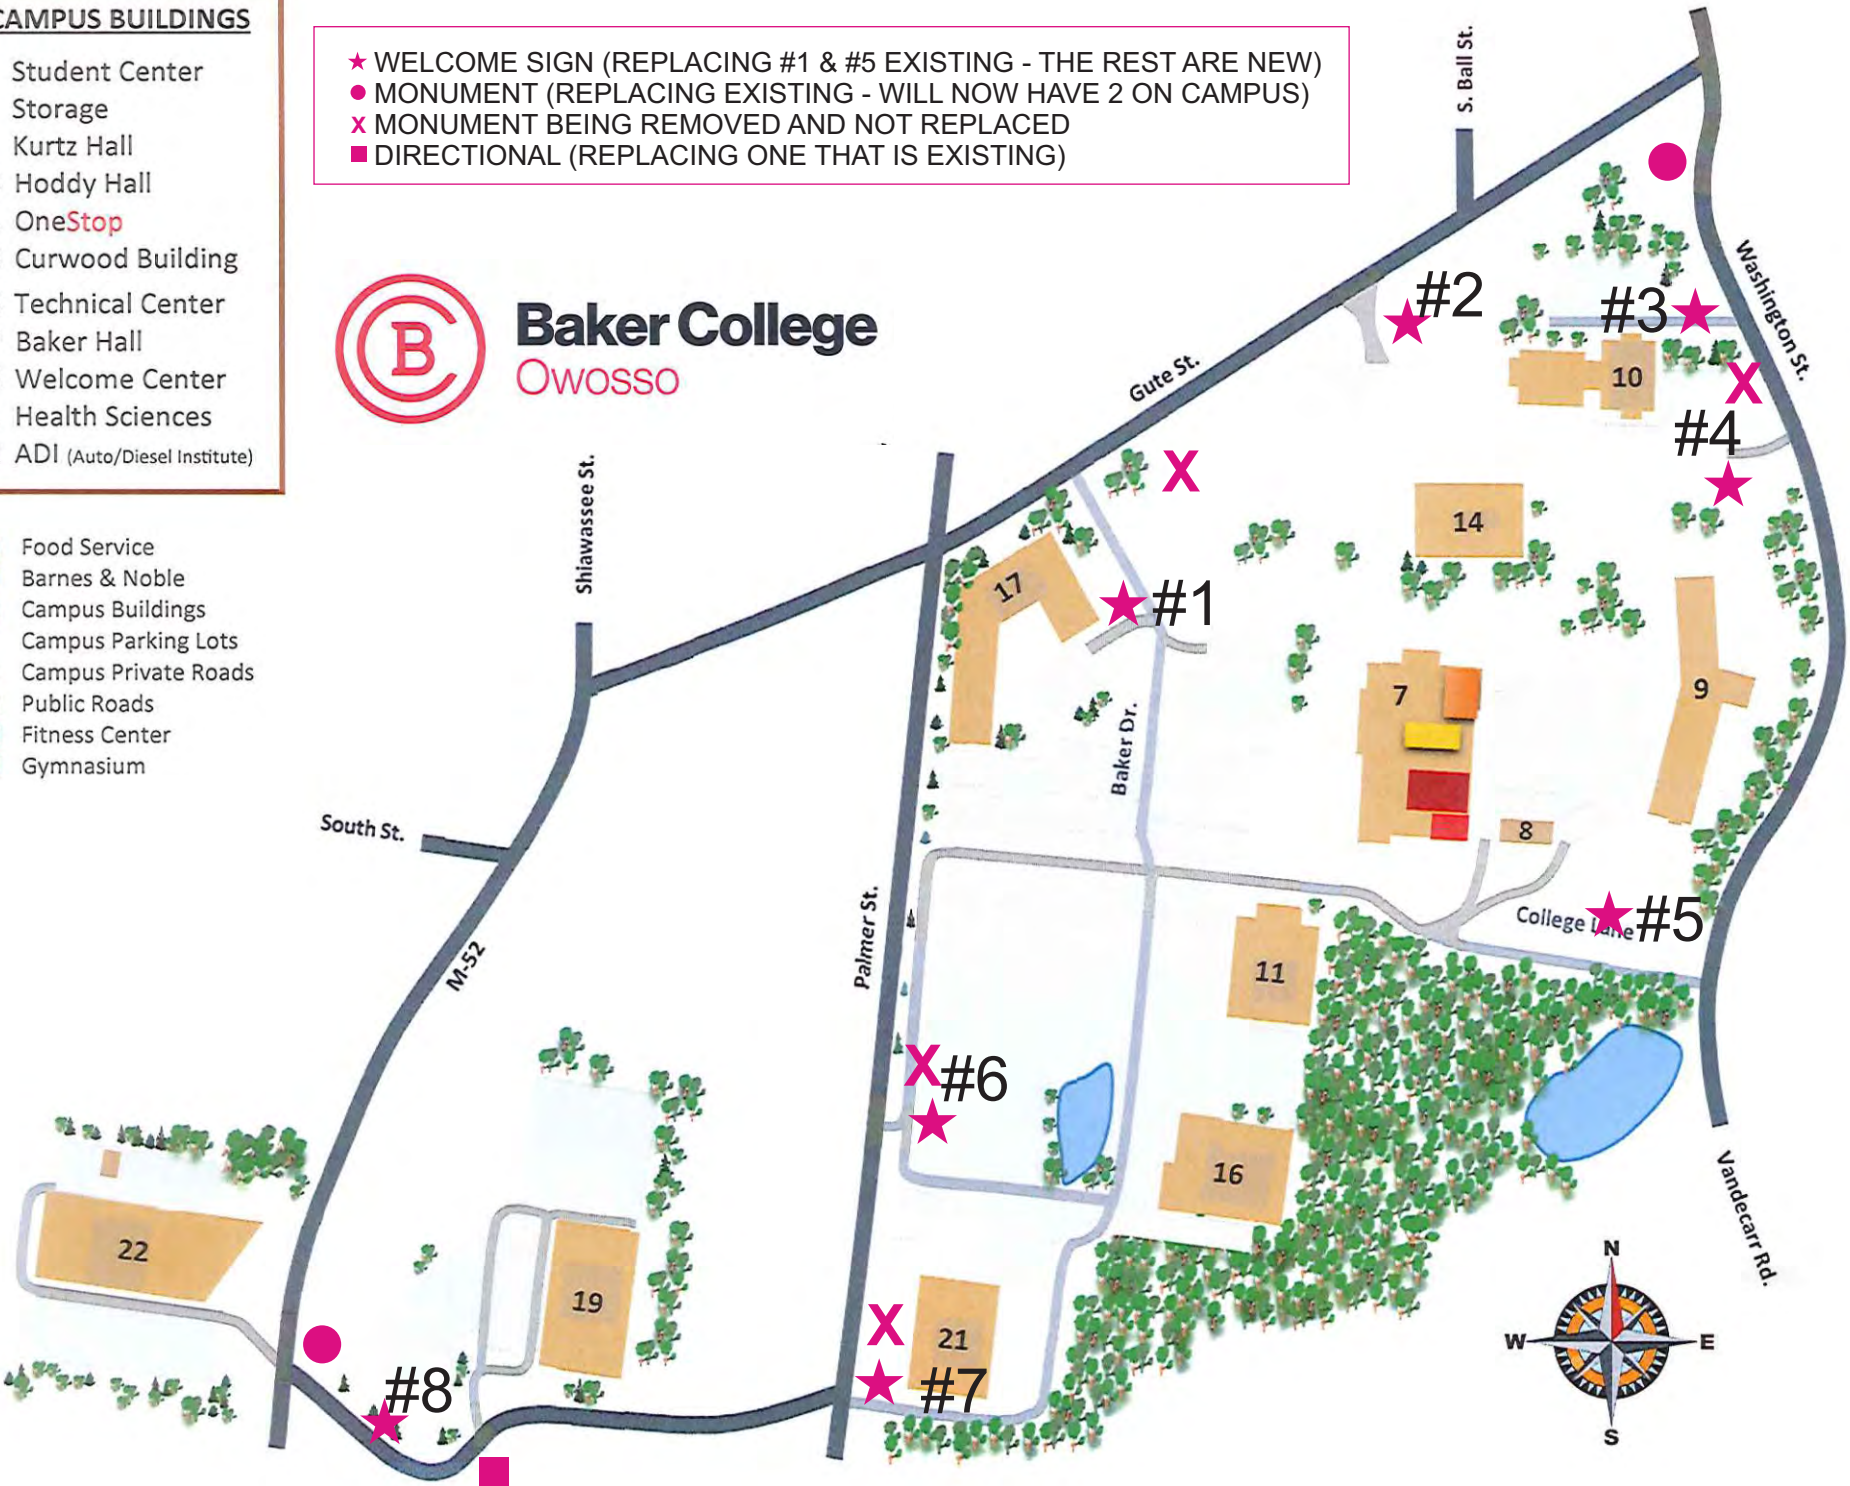 CAMPUS BUILDINGS
Student Center
Storage
Kurtz Hall
Hoddy Hall
OneStop
Curwood Building
Technical Center
Baker Hall
Welcome Center
Health Sciences
ADI (Auto/Diesel Institute)
Food Service
Barnes & Noble
Campus Buildings
Campus Parking Lots
Campus Private Roads
Public Roads
Fitness Center
Gymnasium
★ WELCOME SIGN (REPLACING #1 & #5 EXISTING - THE REST ARE NEW)
● MONUMENT (REPLACING EXISTING - WILL NOW HAVE 2 ON CAMPUS)
X MONUMENT BEING REMOVED AND NOT REPLACED
■ DIRECTIONAL (REPLACING ONE THAT IS EXISTING)
B
Baker College
Owosso
S. Ball St.
Washington St.
#2
#3
Gute St.
10
X
#4
X
Shiawassee St.
14
17
#1
7
9
Baker Dr.
South St.
8
Palmer St.
College Lane
#5
M-52
11
X
#6
16
Vandecarr Rd.
22
19
X
21
#7
#8
N
W
E
S